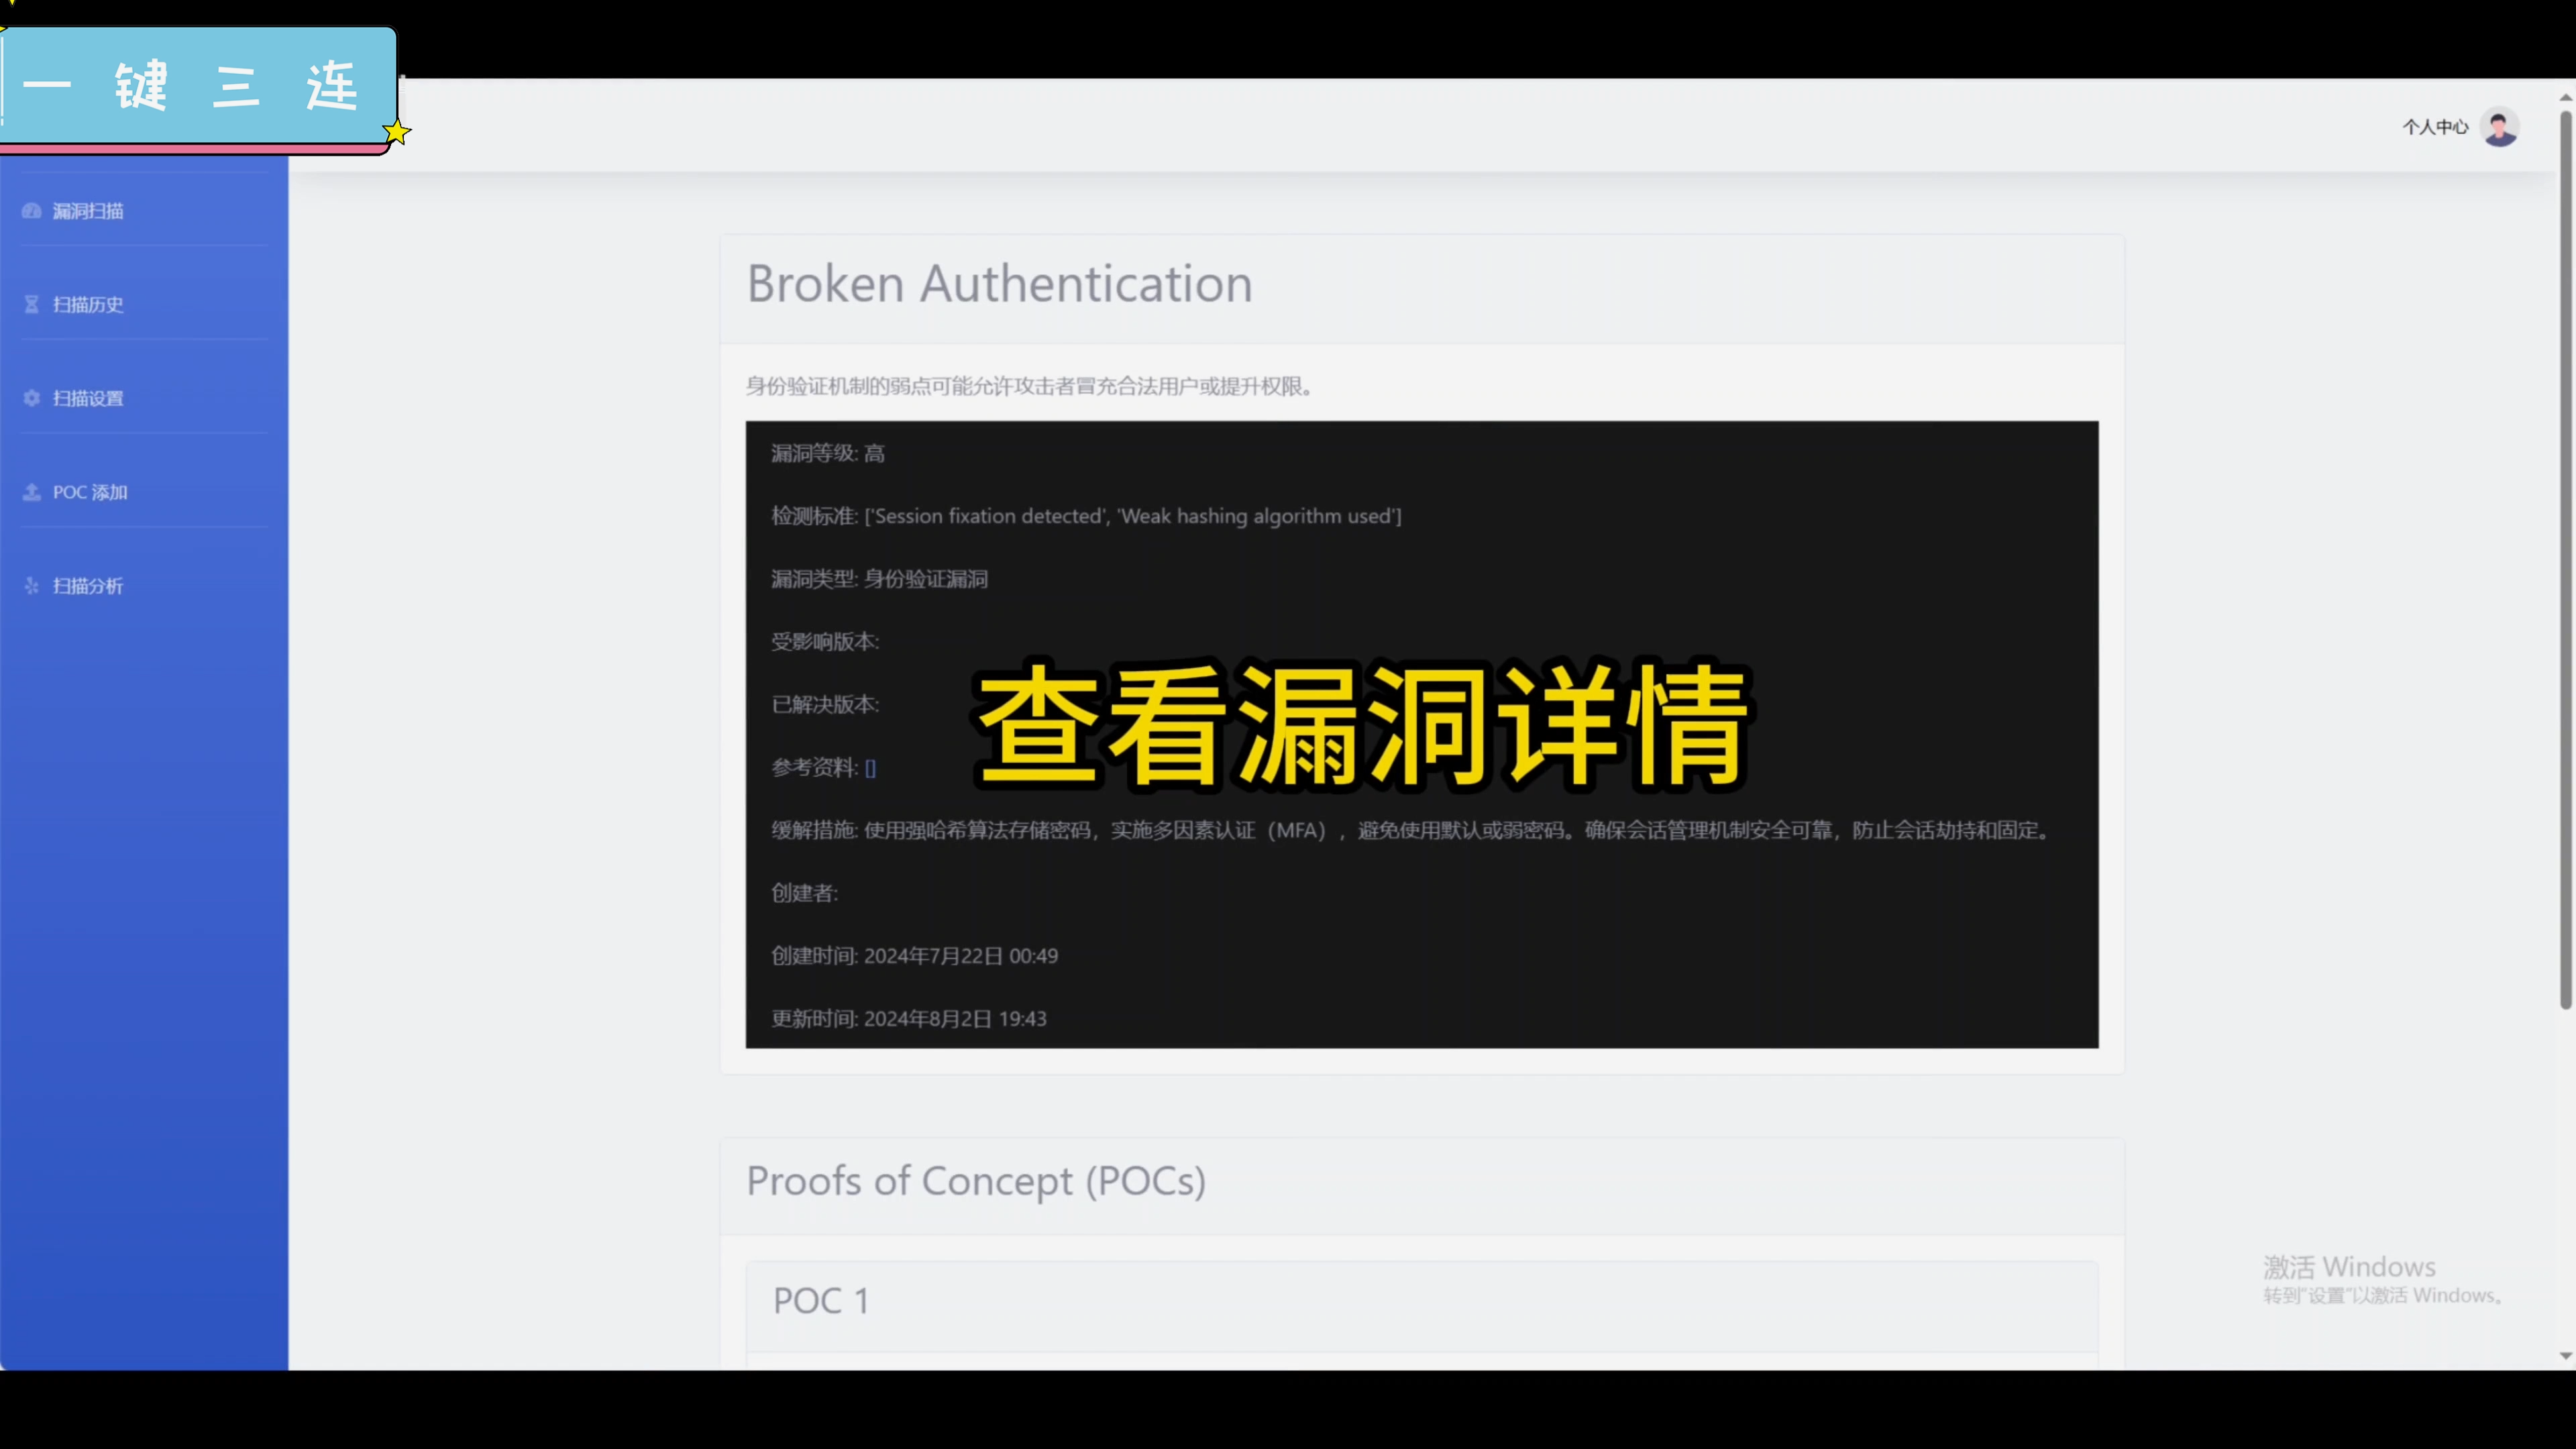 一键三连
个人中心
漏洞扫描
扫描历史
扫描设置
POC 添加
扫描分析
Broken Authentication
身份验证机制的弱点可能允许攻击者冒充合法用户或提升权限。
漏洞等级: 高
检测标准: ['Session fixation detected', 'Weak hashing algorithm used']
漏洞类型: 身份验证漏洞
受影响版本:
已解决版本:
参考资料: []
查看漏洞详情
缓解措施: 使用强哈希算法存储密码，实施多因素认证（MFA），避免使用默认或弱密码。确保会话管理机制安全可靠，防止会话劫持和固定。
创建者:
创建时间: 2024年7月22日 00:49
更新时间: 2024年8月2日 19:43
Proofs of Concept (POCs)
POC 1
激活 Windows
转到"设置"以激活 Windows。